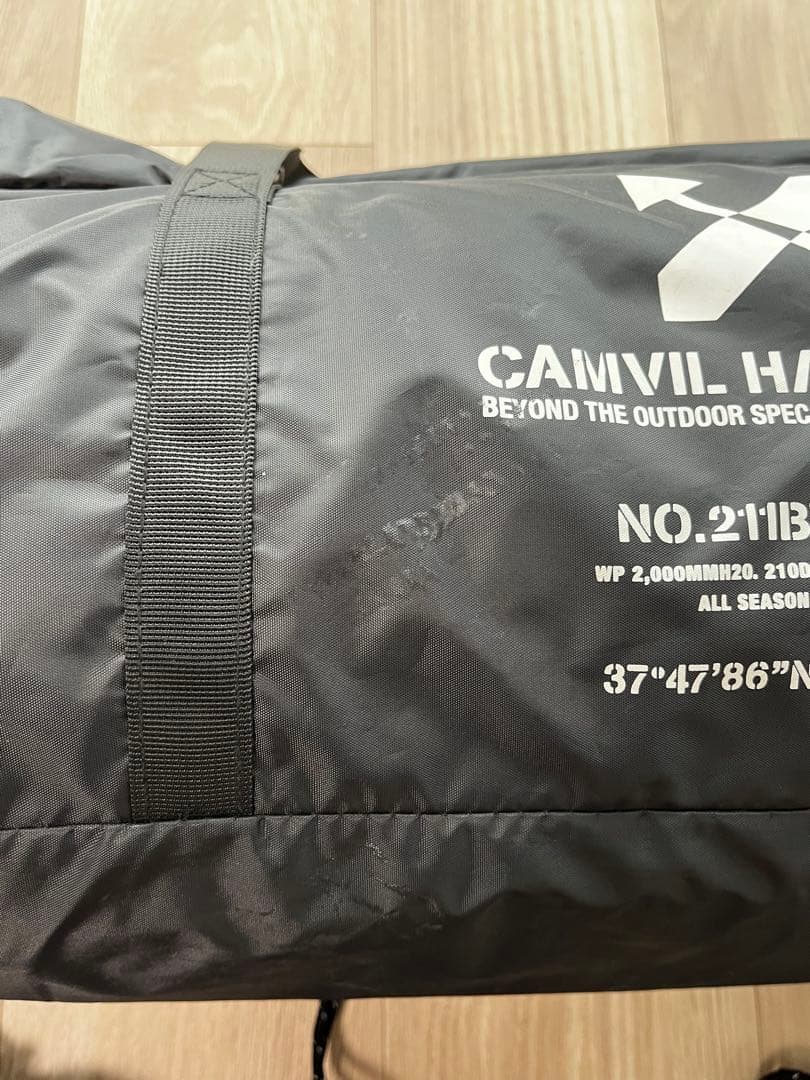 CAMVIL HA
BEYOND THE OUTDOOR SPEC
NO.211B
WP 2,000MMH20. 210D
ALL SEASON
37°47'86"N